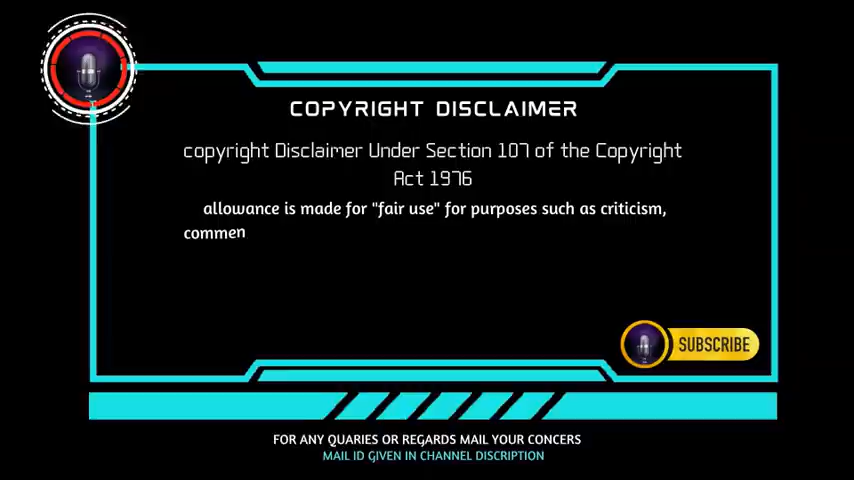 COPYRIGHT DISCLAIMER
copyright Disclaimer Under Section 107 of the Copyright
Act 1976
allowance is made for "fair use" for purposes such as criticism,
commen
SUBSCRIBE
FOR ANY QUARIES OR REGARDS MAIL YOUR CONCERS
MAIL ID GIVEN IN CHANNEL DISCRIPTION